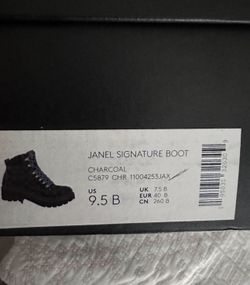 JANEL SIGNATURE BOOT
CHARCOAL
C5879 CHR 11004253JAX
US
9.5 B
UK 7.5 B
EUR 40 B
CN 260 B